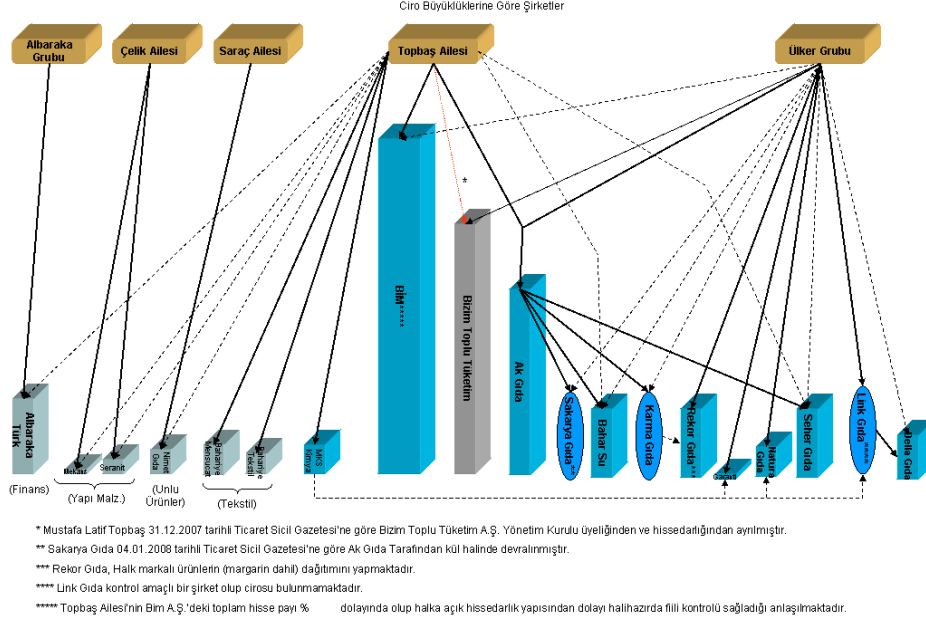 Ciro Büyüklüklerine Göre Şirketler
Albaraka
Grubu
Çelik Ailesi
Saraç Ailesi
Topbaş Ailesi
Ülker Grubu
*
BİM*****
Bizim Toplu Tüketim
Ak Gıda
Albaraka
Türk
Mekans
Seranit
Nimet
Gıda
Bahariye
Mensucat
Bahariye
Tekstil
MKS
Kimya
Sakarya Gıda**
Bahar Su
Karma Gıda
Rekor Gıda***
Natura
Gıda
Seher Gıda
Link Gıda****
Della Gıda
(Finans)
(Yapı Malz.)
(Unlu
Ürünler)
(Tekstil)
* Mustafa Latif Topbaş 31.12.2007 tarihli Ticaret Sicil Gazetesi'ne göre Bizim Toplu Tüketim A.Ş. Yönetim Kurulu üyeliğinden ve hissedarlığından ayrılmıştır.
** Sakarya Gıda 04.01.2008 tarihli Ticaret Sicil Gazetesi'ne göre Ak Gıda Tarafından kül halinde devralınmıştır.
*** Rekor Gıda, Halk markalı ürünlerin (margarin dahil) dağıtımını yapmaktadır.
**** Link Gıda kontrol amaçlı bir şirket olup cirosu bulunmamaktadır.
***** Topbaş Ailesi'nin Bim A.Ş.'deki toplam hisse payı % dolayında olup halka açık hissedarlık yapısından dolayı halihazırda fiili kontrolü sağladığı anlaşılmaktadır.